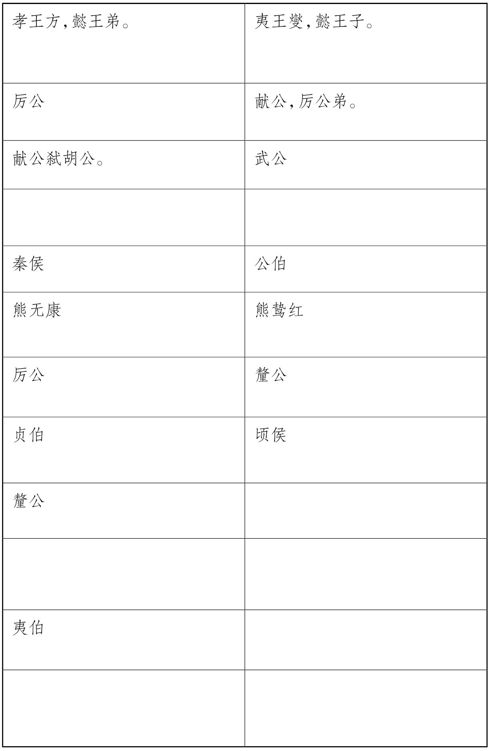 孝王方，懿王弟。
夷王燮，懿王子。
厉公
献公，厉公弟。
献公弑胡公。
武公
秦侯
公伯
熊无康
熊鸷红
厉公
釐公
贞伯
顷侯
釐公
夷伯